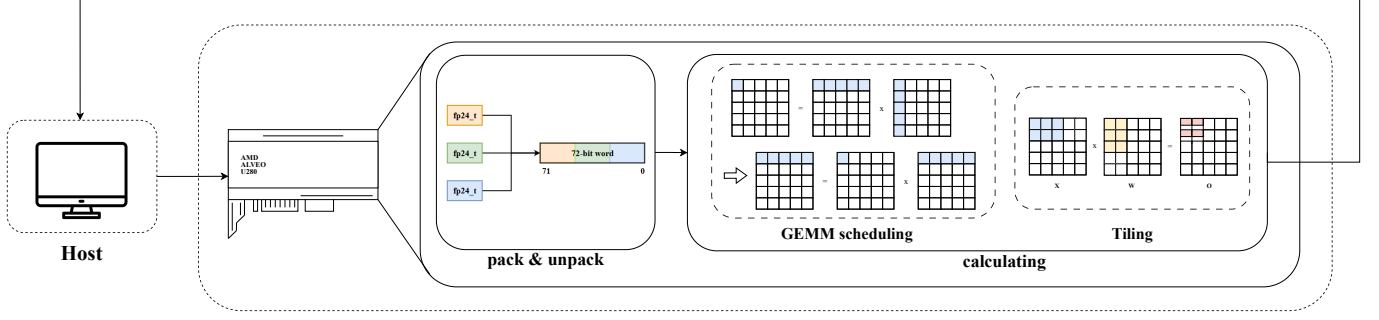 Host
AMD
ALVEO
U280
fp24_t
fp24_t
fp24_t
72-bit word
71
0
pack & unpack
=
x
=
x
GEMM scheduling
x
=
X
W
O
Tiling
calculating